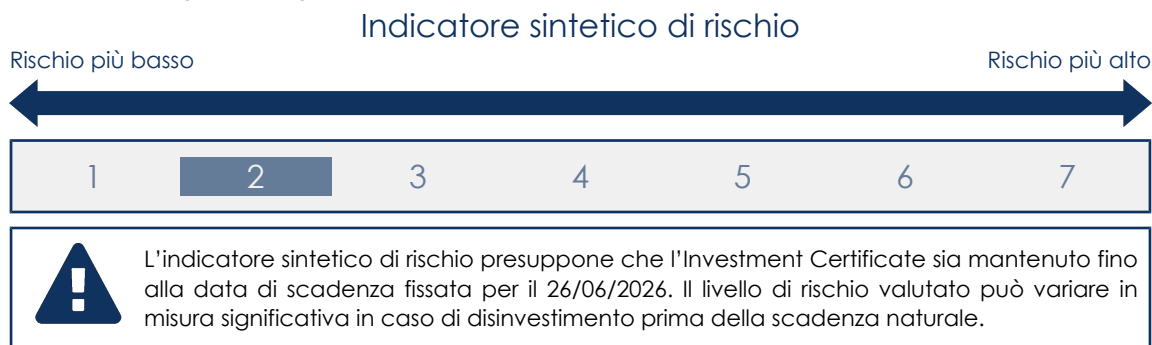 Indicatore sintetico di rischio
Rischio più basso
Rischio più alto
1 2 3 4 5 6 7
L'indicatore sintetico di rischio presuppone che l'Investment Certificate sia mantenuto fino
alla data di scadenza fissata per il 26/06/2026. Il livello di rischio valutato può variare in
misura significativa in caso di disinvestimento prima della scadenza naturale.